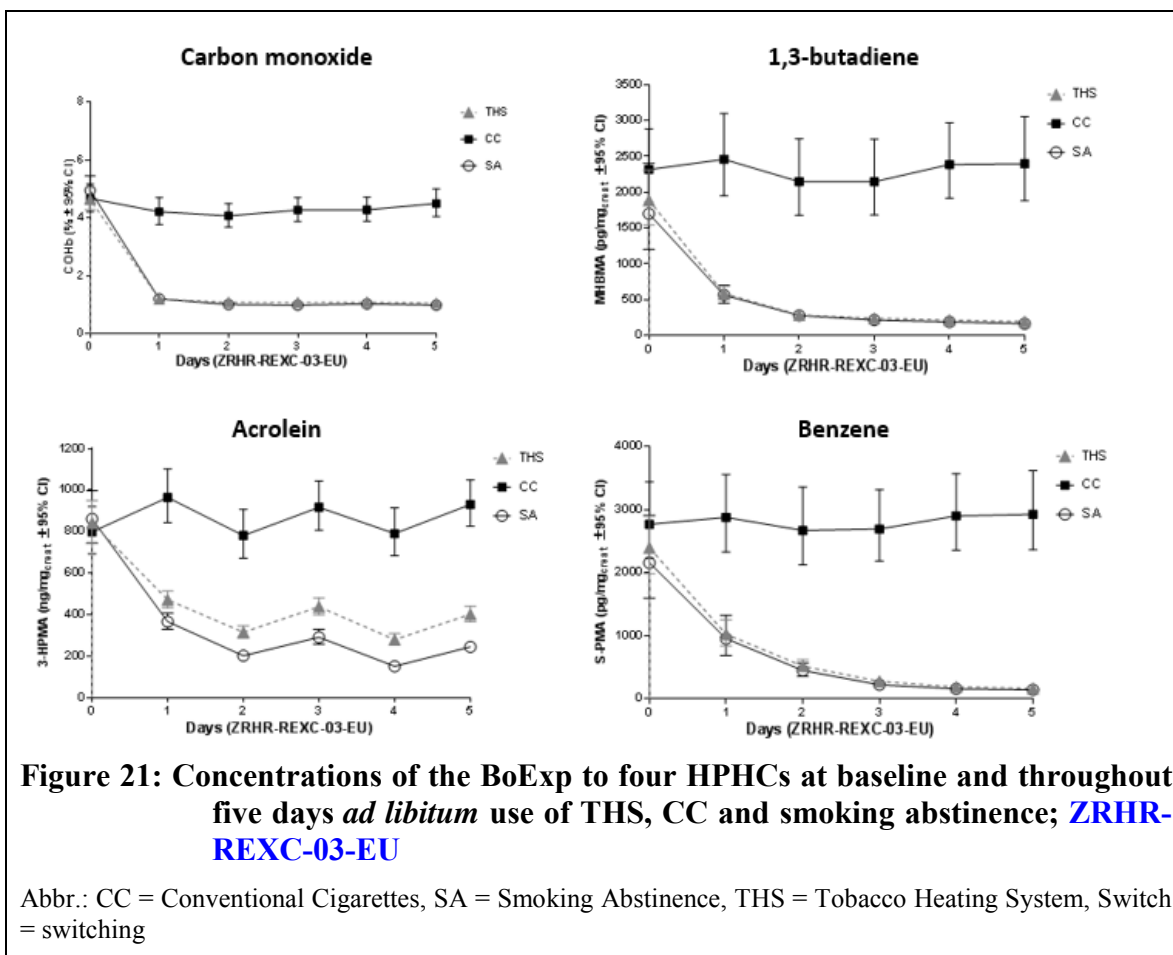 Carbon monoxide
8
6
4
2
0
COHb (% ± 95% CI)
0 1 2 3 4 5
Days (ZRHR-REXC-03-EU)
THS
CC
SA
1,3-butadiene
3500
3000
2500
2000
1500
1000
500
0
MHBMA (pg/mgcreat ±95% CI)
0 1 2 3 4 5
Days (ZRHR-REXC-03-EU)
THS
CC
SA
Acrolein
1200
1000
800
600
400
200
0
3-HPMA (ng/mgcreat ±95% CI)
0 1 2 3 4 5
Days (ZRHR-REXC-03-EU)
THS
CC
SA
Benzene
4000
3000
2000
1000
0
S-PMA (pg/mgcreat ±95% CI)
0 1 2 3 4 5
Days (ZRHR-REXC-03-EU)
THS
CC
SA
Figure 21: Concentrations of the BoExp to four HPHCs at baseline and throughout
five days ad libitum use of THS, CC and smoking abstinence; ZRHR-
REXC-03-EU
Abbr.: CC = Conventional Cigarettes, SA = Smoking Abstinence, THS = Tobacco Heating System, Switch
= switching